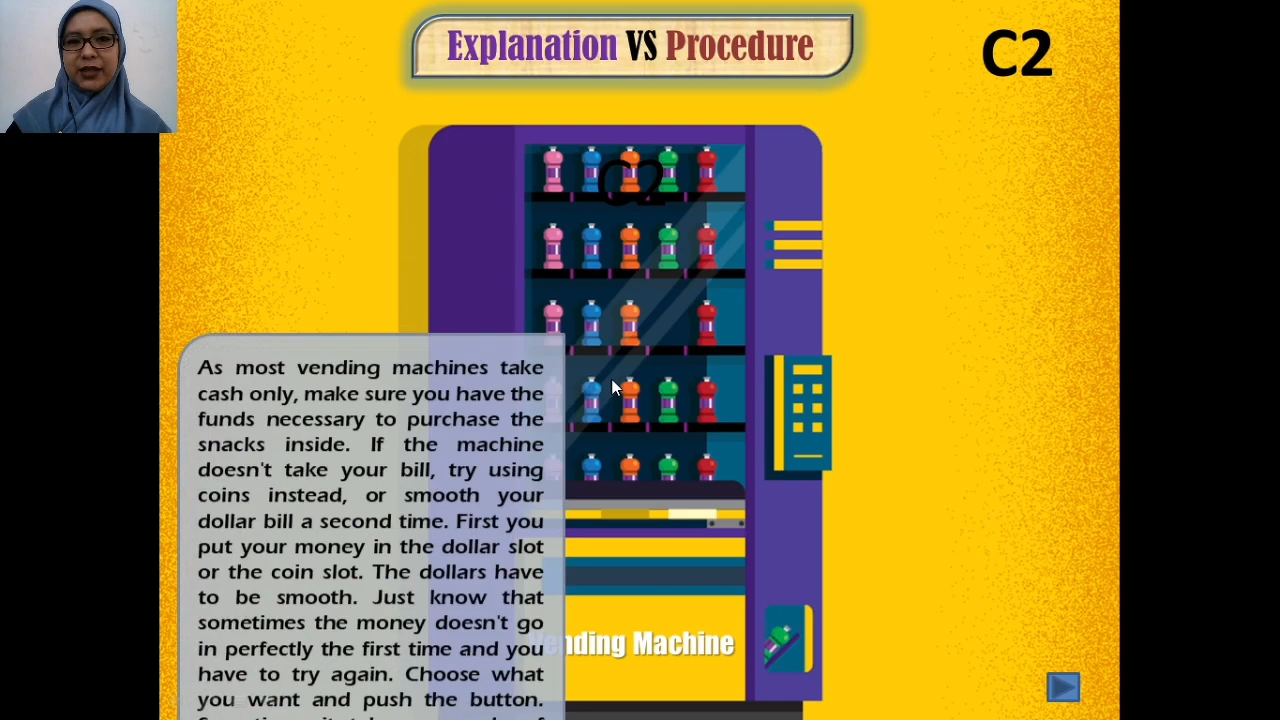 Explanation VS Procedure
C2
C2
As most vending machines take
cash only, make sure you have the
funds necessary to purchase the
snacks inside. If the machine
doesn't take your bill, try using
coins instead, or smooth your
dollar bill a second time. First you
put your money in the dollar slot
or the coin slot. The dollars have
to be smooth. Just know that
sometimes the money doesn't go
in perfectly the first time and you
have to try again. Choose what
you want and push the button.
Vending Machine